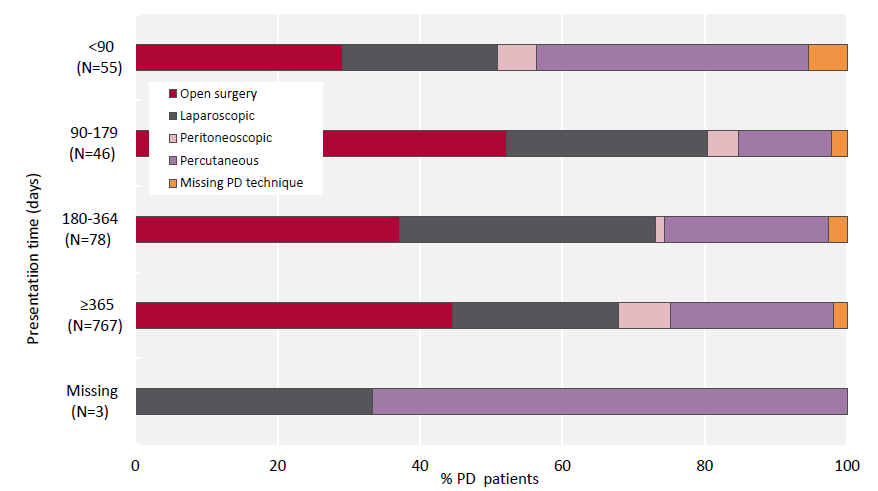 Presentatiion time (days)
<90
(N=55)
90-179
(N=46)
180-364
(N=78)
≥365
(N=767)
Missing
(N=3)
Open surgery
Laparoscopic
Peritoneoscopic
Percutaneous
Missing PD technique
0 20 40 60 80 100
% PD patients